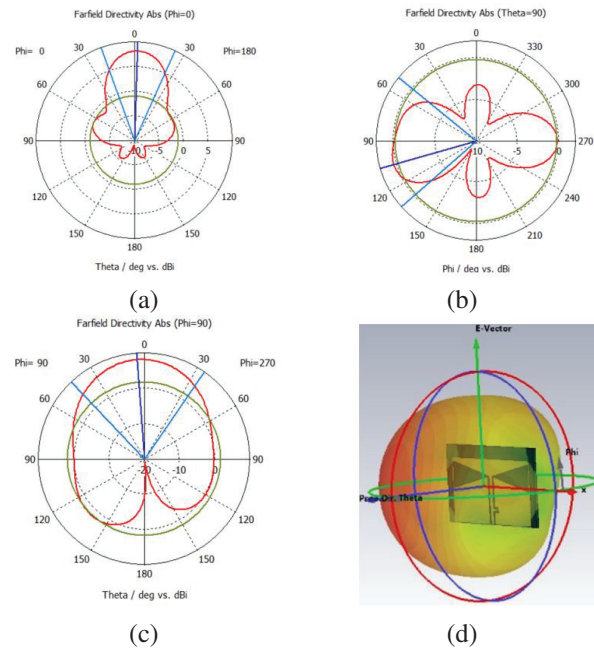 Farfield Directivity Abs (Phi=0)
0
Phi= 0
30
30
Phi=180
60
60
90
-10
-5
0
5
90
120
120
150
150
180
Theta / deg vs. dBi
(a)
Farfield Directivity Abs (Theta=90)
0
30
330
60
300
90
10
0
270
120
240
150
210
180
Phi / deg vs. dBi
(b)
Farfield Directivity Abs (Phi=90)
0
Phi= 90
30
30
Phi=270
60
60
90
-20
-10
0
90
120
120
150
150
180
Theta / deg vs. dBi
(c)
E-Vector
Phi
Theta
x
(d)